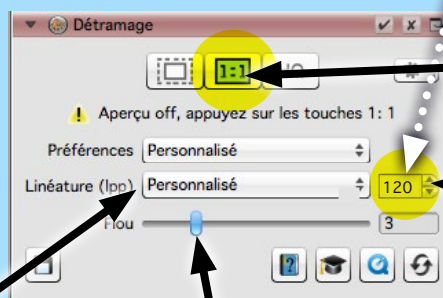 Détramage
1:1
Aperçu off, appuyez sur les touches 1: 1
Préférences Personnalisé
Linéature (lpp) Personnalisé 120
Flou 3